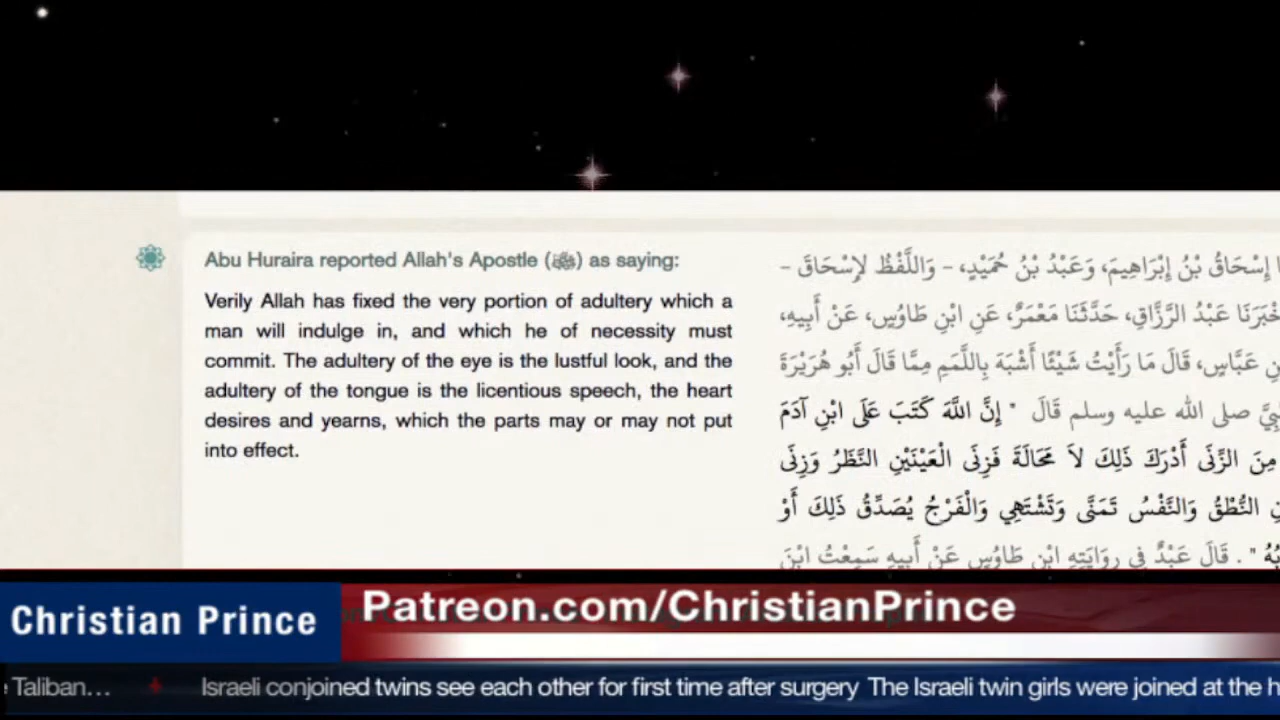 Abu Huraira reported Allah's Apostle (ﷺ) as saying:
Verily Allah has fixed the very portion of adultery which a
man will indulge in, and which he of necessity must
commit. The adultery of the eye is the lustful look, and the
adultery of the tongue is the licentious speech, the heart
desires and yearns, which the parts may or may not put
into effect.
إِسْحَاقُ بْنُ إِبْرَاهِيمَ، وَعَبْدُ بْنُ حُمَيْدٍ، - وَاللَّفْظُ لإِسْحَاقَ -
عَبْدُ الرَّزَّاقِ، حَدَّثَنَا مَعْمَرٌ، عَنِ ابْنِ طَاوُسٍ، عَنْ أَبِيهِ،
عَبَّاسٍ، قَالَ مَا رَأَيْتُ شَيْئًا أَشْبَهَ بِاللَّمَمِ مِمَّا قَالَ أَبُو هُرَيْرَةَ
صلى الله عليه وسلم قَالَ " إِنَّ اللَّهَ كَتَبَ عَلَى ابْنِ آدَمَ
مِنَ الزِّنَى أَدْرَكَ ذَلِكَ لاَ مَحَالَةَ فَزِنَى الْعَيْنَيْنِ النَّظَرُ وَزِنَى
النُّطْقُ وَالنَّفْسُ تَمَنَّى وَتَشْتَهِي وَالْفَرْجُ يُصَدِّقُ ذَلِكَ أَوْ
" . قَالَ عَبْدٌ فِي رِوَايَتِهِ ابْنِ طَاوُسٍ عَنْ أَبِيهِ سَمِعْتُ ابْنَ
Christian Prince
Patreon.com/ChristianPrince
Taliban... Israeli conjoined twins see each other for first time after surgery The Israeli twin girls were joined at the